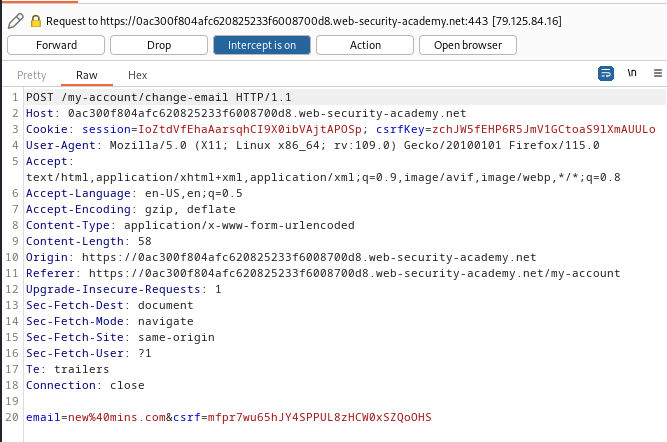 Request to https://0ac300f804afc620825233f6008700d8.web-security-academy.net:443 [79.125.84.16]
Forward Drop Intercept is on Action Open browser
Pretty Raw Hex \n
1 POST /my-account/change-email HTTP/1.1
2 Host: 0ac300f804afc620825233f6008700d8.web-security-academy.net
3 Cookie: session=IoZtdVfEhaAarsqhCI9X0ibVAjtAPOSp; csrfKey=zchJW5fEHP6R5JmV1GCtoaS9lXmAUULo
4 User-Agent: Mozilla/5.0 (X11; Linux x86_64; rv:109.0) Gecko/20100101 Firefox/115.0
5 Accept:
text/html,application/xhtml+xml,application/xml;q=0.9,image/avif,image/webp,*/*;q=0.8
6 Accept-Language: en-US,en;q=0.5
7 Accept-Encoding: gzip, deflate
8 Content-Type: application/x-www-form-urlencoded
9 Content-Length: 58
10 Origin: https://0ac300f804afc620825233f6008700d8.web-security-academy.net
11 Referer: https://0ac300f804afc620825233f6008700d8.web-security-academy.net/my-account
12 Upgrade-Insecure-Requests: 1
13 Sec-Fetch-Dest: document
14 Sec-Fetch-Mode: navigate
15 Sec-Fetch-Site: same-origin
16 Sec-Fetch-User: ?1
17 Te: trailers
18 Connection: close
19
20 email=new%40mins.com&csrf=mfpr7wu65hJY4SPPUL8zHCW0xSZQoOHS